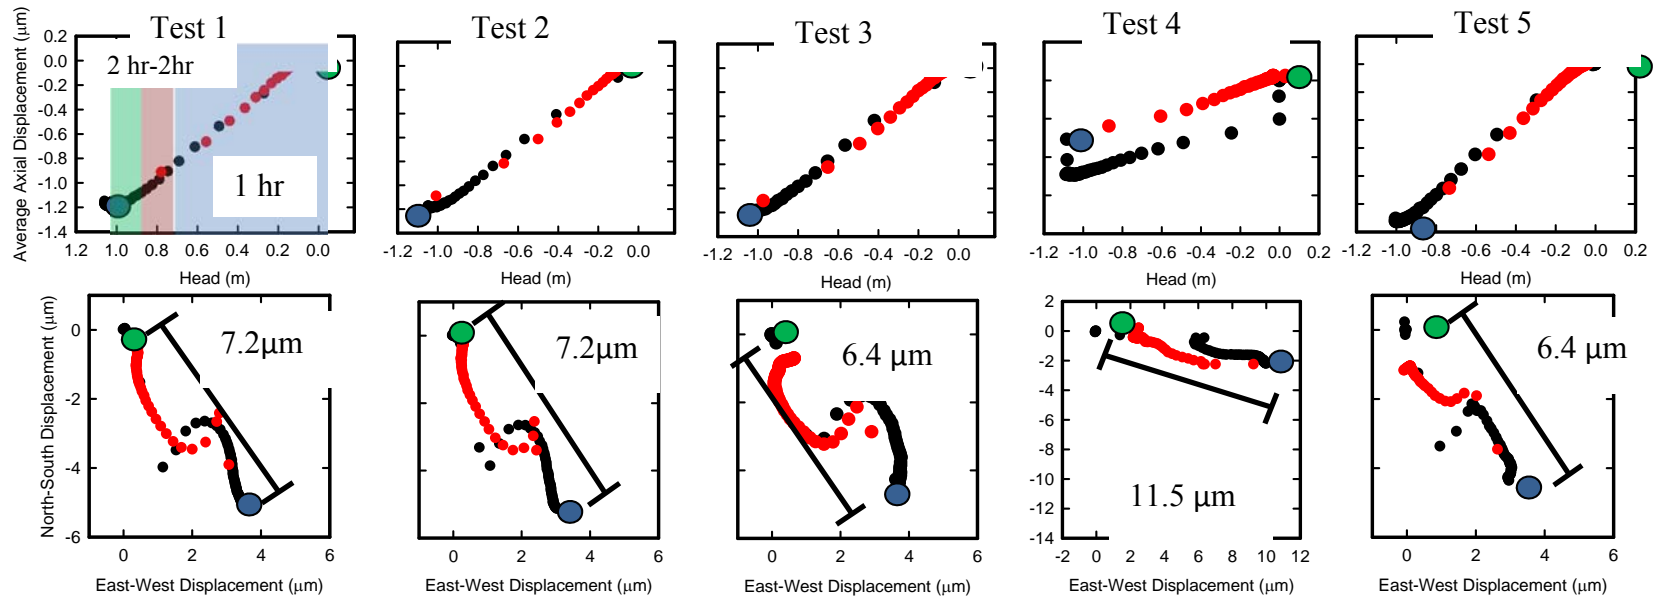 Test 1
Test 2
Test 3
Test 4
Test 5
Average Axial Displacement (μm)
0.2
0.0
-0.2
-0.4
-0.6
-0.8
-1.0
-1.2
-1.4
2 hr-2hr
1 hr
1.2 1.0 0.8 0.6 0.4 0.2 0.0
Head (m)
-1.2 -1.0 -0.8 -0.6 -0.4 -0.2 0.0
Head (m)
-1.2 -1.0 -0.8 -0.6 -0.4 -0.2 0.0
Head (m)
-1.2 -1.0 -0.8 -0.6 -0.4 -0.2 0.0 0.2
Head (m)
-1.2 -1.0 -0.8 -0.6 -0.4 -0.2 0.0 0.2
Head (m)
North-South Displacement (μm)
0
-2
-4
-6
7.2μm
0 2 4 6
East-West Displacement (μm)
7.2μm
0 2 4 6
East-West Displacement (μm)
6.4 μm
0 2 4 6
East-West Displacement (μm)
2
0
-2
-4
-6
-8
-10
-12
-14
11.5 μm
-2 0 2 4 6 8 10 12
East-West Displacement (μm)
6.4 μm
0 2 4 6
East-West Displacement (μm)